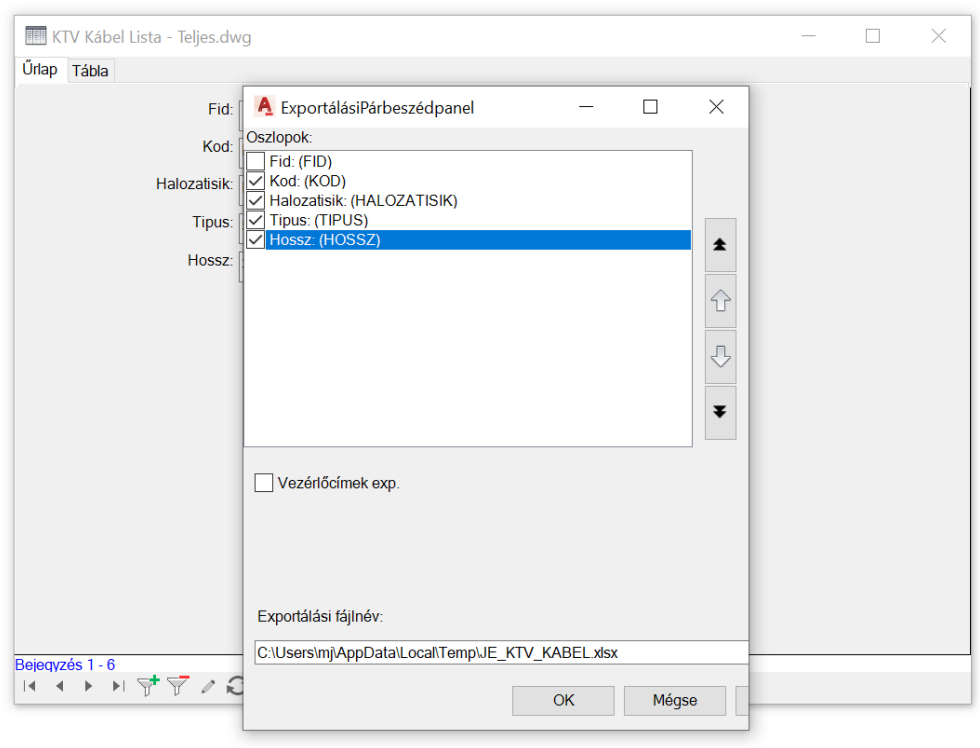 KTV Kábel Lista - Teljes.dwg
Űrlap Tábla
Fid:
Kod:
Halozatisik:
Tipus:
Hossz:
ExportálásiPárbeszédpanel
Oszlopok:
Fid: (FID)
Kod: (KOD)
Halozatisik: (HALOZATISIK)
Tipus: (TIPUS)
Hossz: (HOSSZ)
Vezérlőcímek exp.
Exportálási fájlnév:
C:\Users\mj\AppData\Local\Temp\JE_KTV_KABEL.xlsx
OK Mégse
Bejegyzés 1 - 6